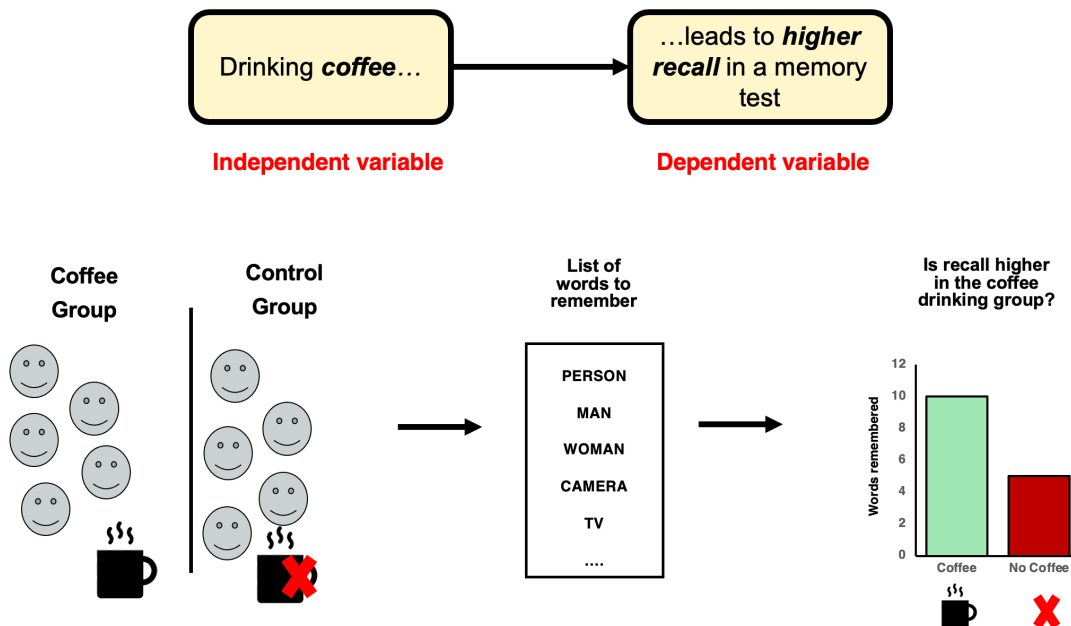 Drinking coffee…
…leads to higher
recall in a memory
test
Independent variable
Dependent variable
Coffee
Group
Control
Group
List of
words to
remember
PERSON
MAN
WOMAN
CAMERA
TV
....
Is recall higher
in the coffee
drinking group?
Words remembered
12
10
8
6
4
2
0
Coffee
No Coffee